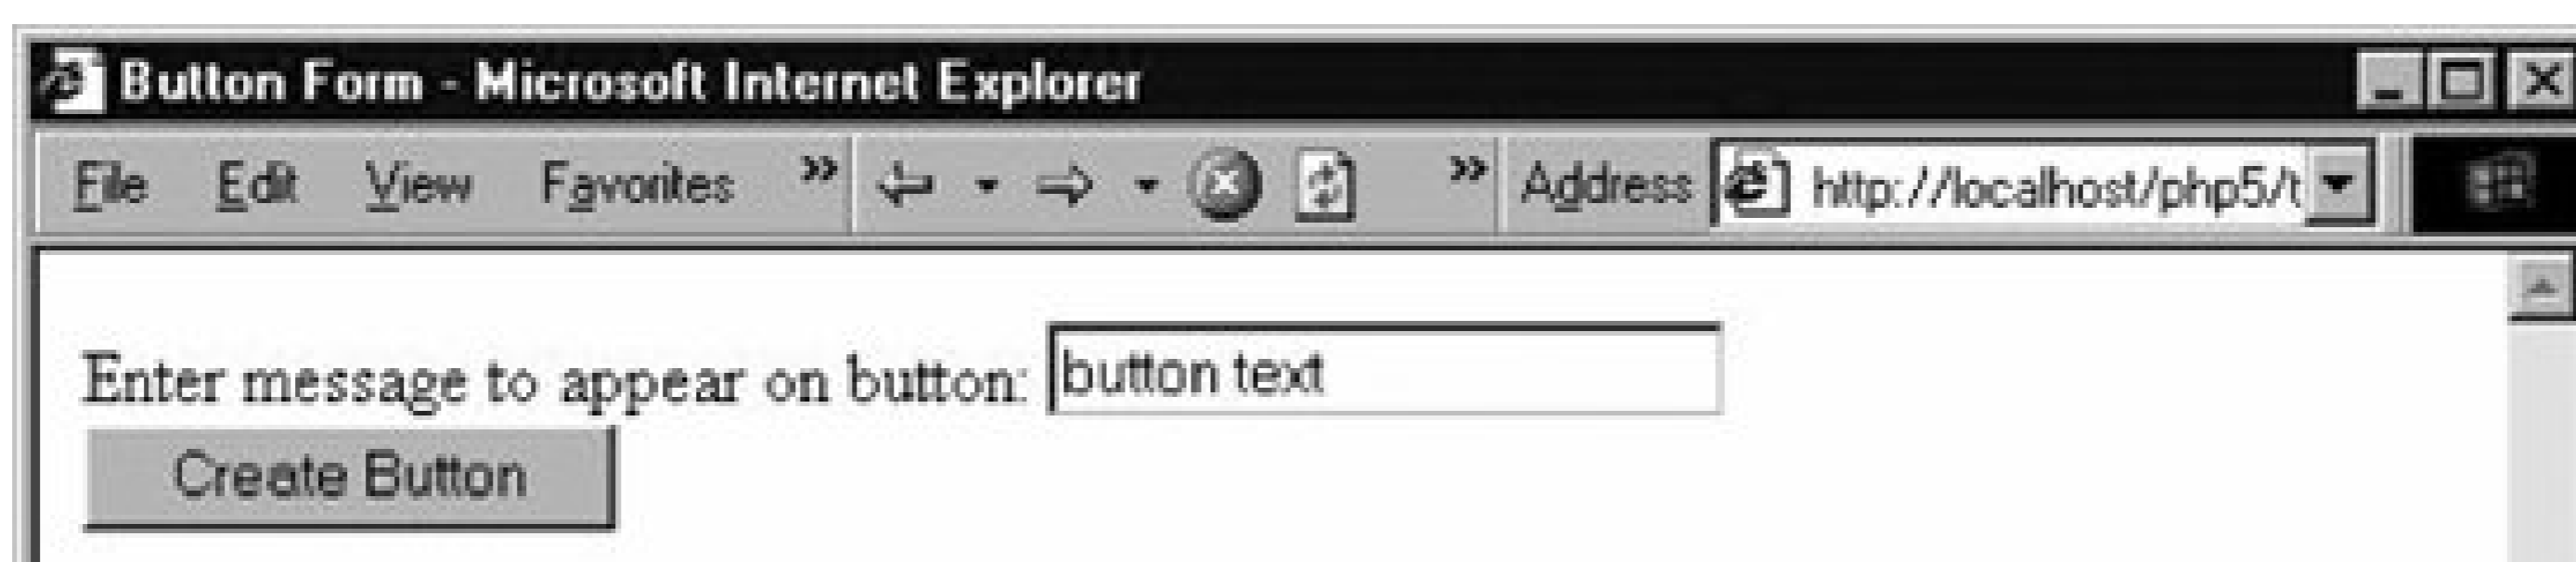 Button Form - Microsoft Internet Explorer
File Edit View Favorites » » Address http://localhost/php5/t
Enter message to appear on button: button text
Create Button